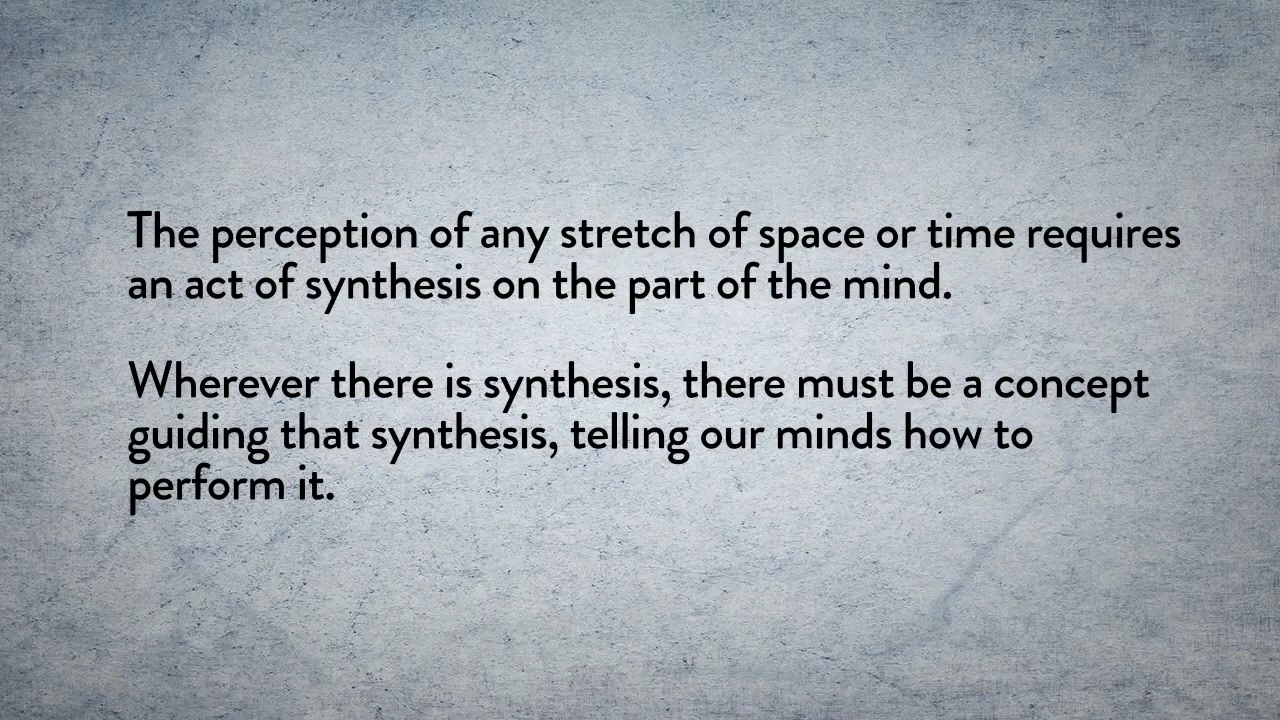 The perception of any stretch of space or time requires
an act of synthesis on the part of the mind.
Wherever there is synthesis, there must be a concept
guiding that synthesis, telling our minds how to
perform it.